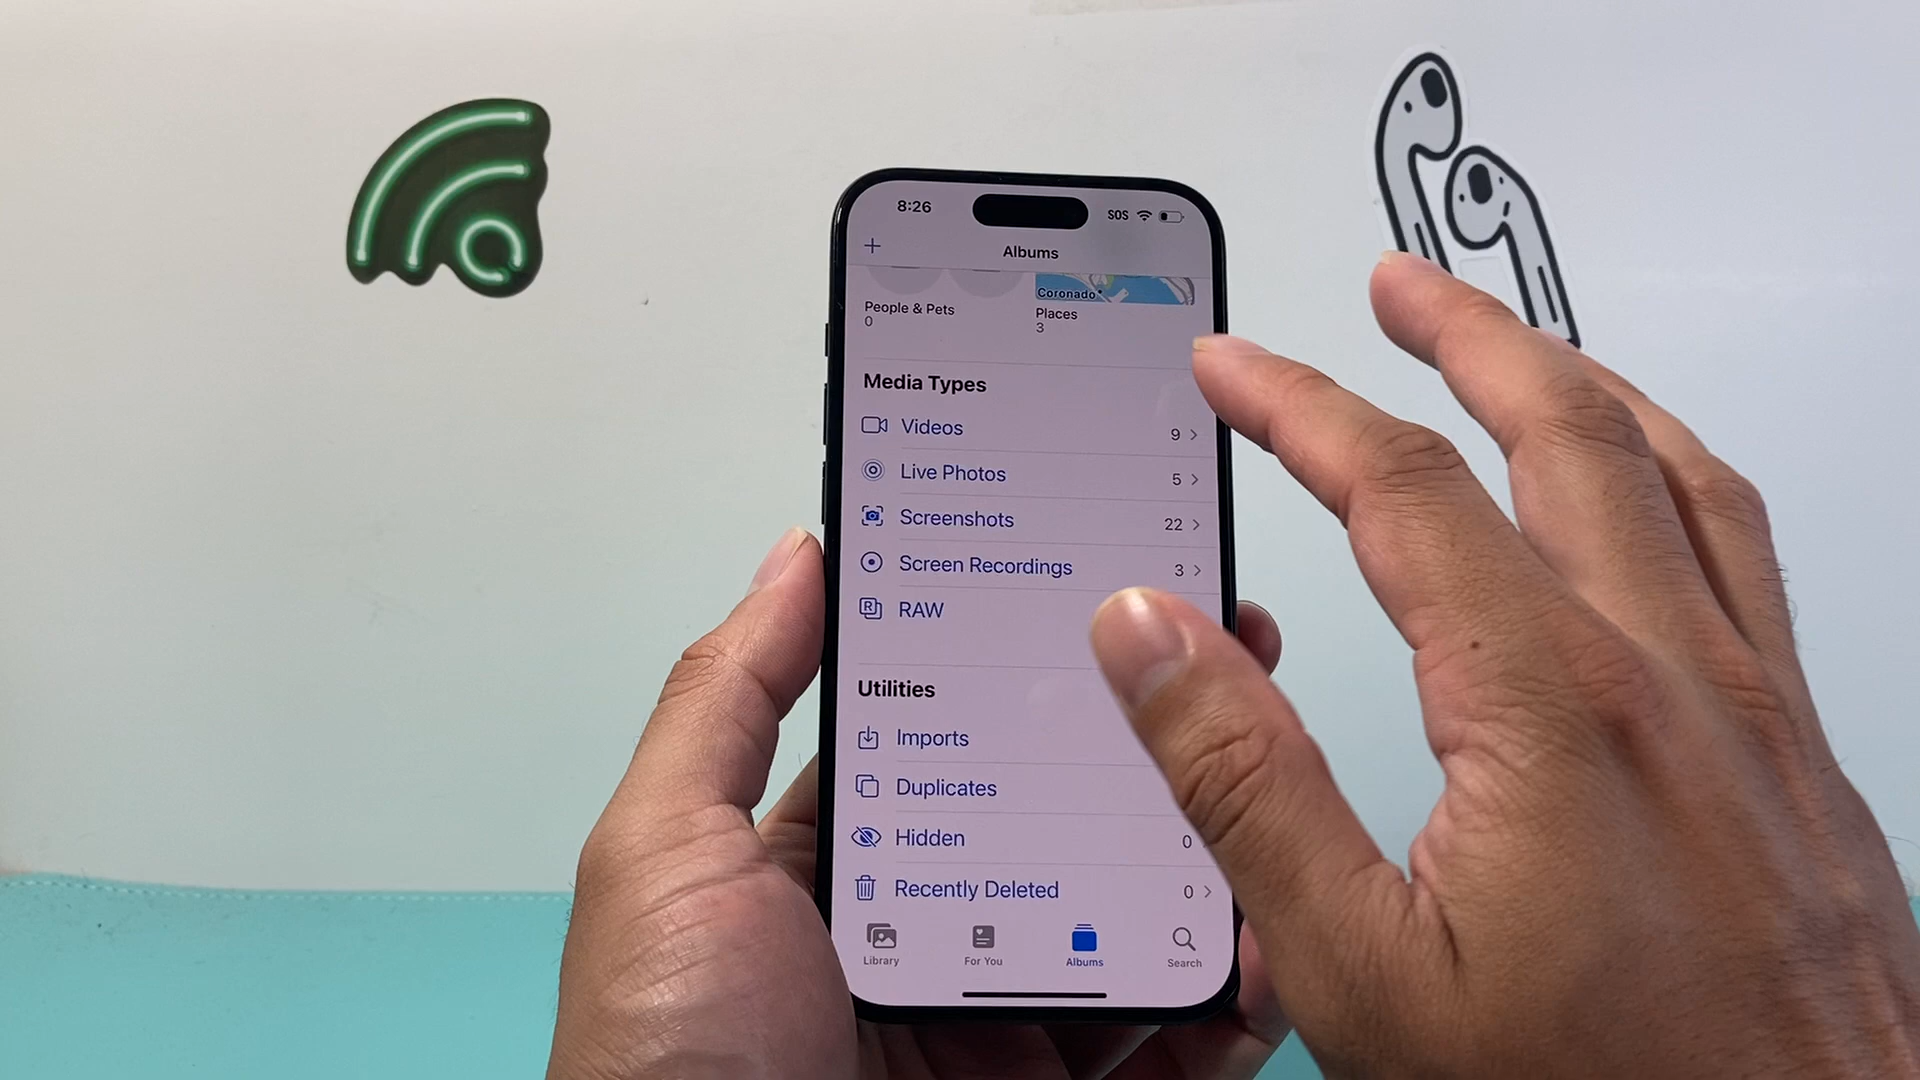 8:26
SOS
Albums
Coronado
People & Pets
0
Places
3
Media Types
Videos 9
Live Photos 5
Screenshots 22
Screen Recordings 3
RAW
Utilities
Imports
Duplicates
Hidden 0
Recently Deleted 0
Library For You Albums Search